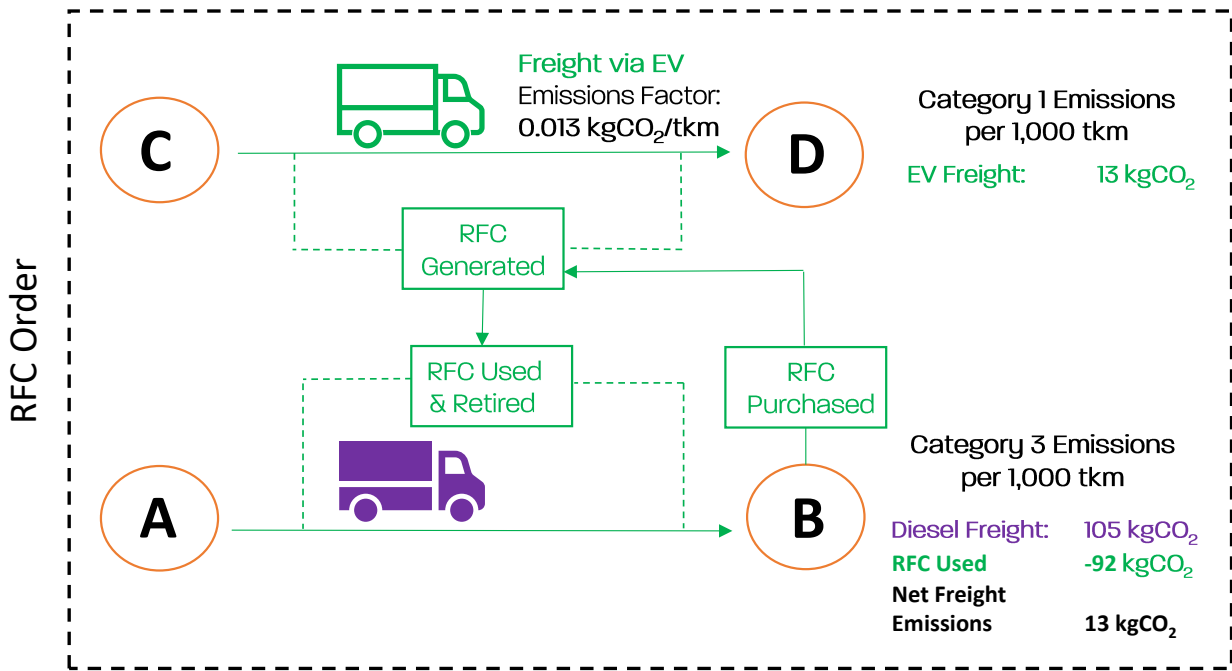 RFC Order
C
Freight via EV
Emissions Factor:
0.013 kgCO₂/tkm
D
Category 1 Emissions
per 1,000 tkm
EV Freight: 13 kgCO₂
RFC
Generated
RFC Used
& Retired
RFC
Purchased
A
B
Category 3 Emissions
per 1,000 tkm
Diesel Freight: 105 kgCO₂
RFC Used -92 kgCO₂
Net Freight
Emissions 13 kgCO₂